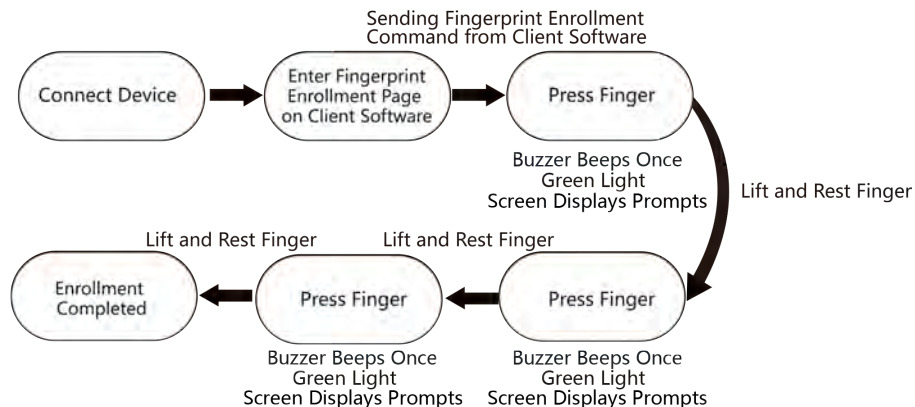 Sending Fingerprint Enrollment
Command from Client Software
Connect Device
Enter Fingerprint
Enrollment Page
on Client Software
Press Finger
Buzzer Beeps Once
Green Light
Screen Displays Prompts
Lift and Rest Finger
Lift and Rest Finger
Lift and Rest Finger
Enrollment
Completed
Press Finger
Press Finger
Buzzer Beeps Once
Green Light
Screen Displays Prompts
Buzzer Beeps Once
Green Light
Screen Displays Prompts